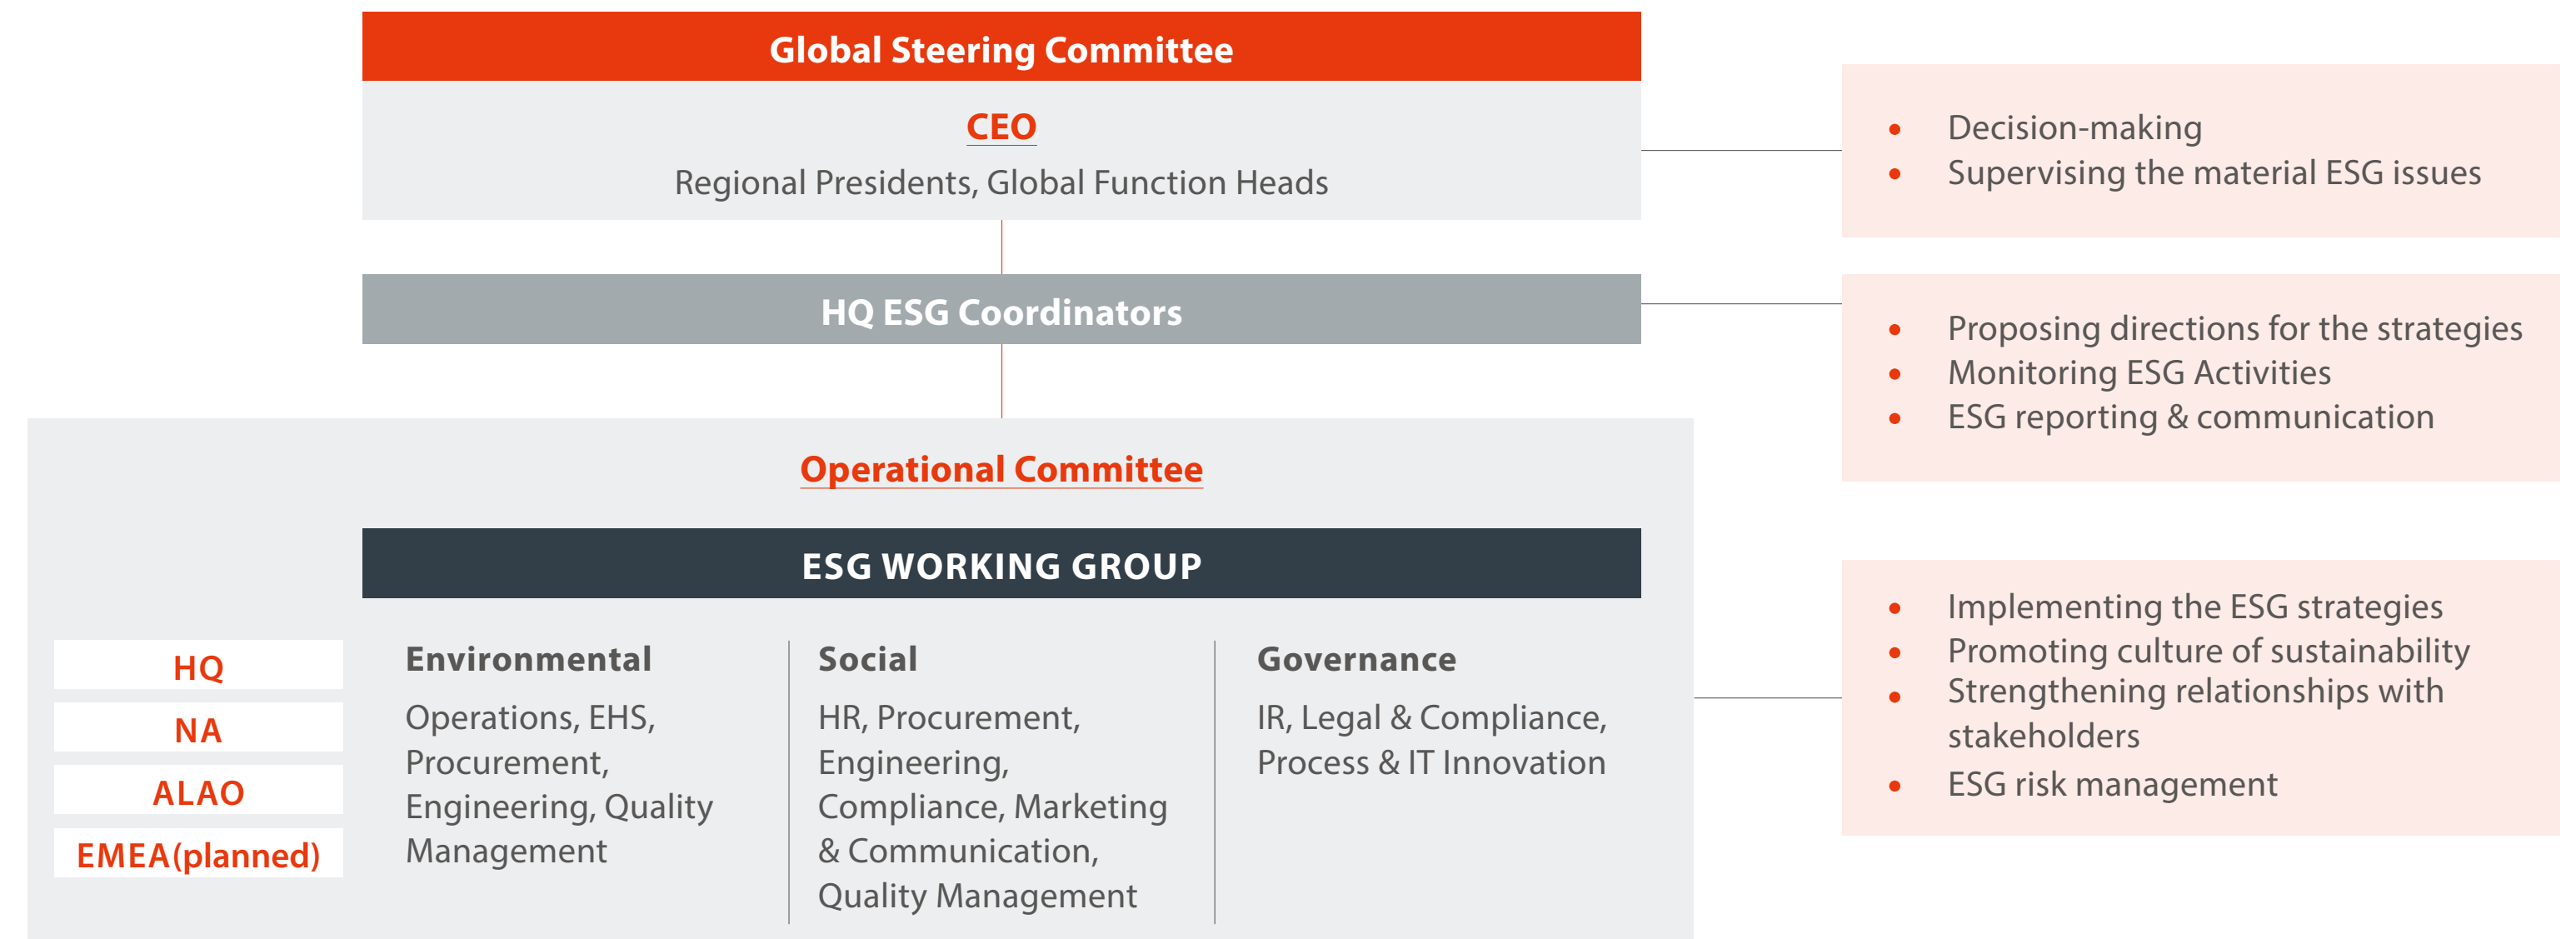 Global Steering Committee
CEO
Regional Presidents, Global Function Heads
• Decision-making
• Supervising the material ESG issues
HQ ESG Coordinators
• Proposing directions for the strategies
• Monitoring ESG Activities
• ESG reporting & communication
Operational Committee
ESG WORKING GROUP
HQ
NA
ALAO
EMEA(planned)
Environmental
Operations, EHS,
Procurement,
Engineering, Quality
Management
Social
HR, Procurement,
Engineering,
Compliance, Marketing
& Communication,
Quality Management
Governance
IR, Legal & Compliance,
Process & IT Innovation
• Implementing the ESG strategies
• Promoting culture of sustainability
• Strengthening relationships with
stakeholders
• ESG risk management